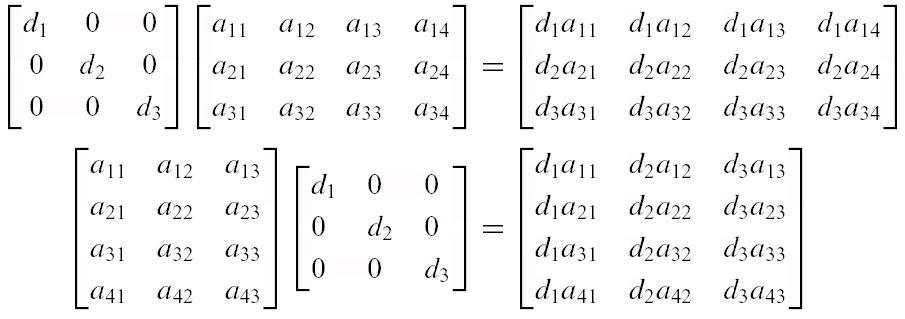 [d₁ 0 0] [a₁₁ a₁₂ a₁₃ a₁₄] [d₁a₁₁ d₁a₁₂ d₁a₁₃ d₁a₁₄]
[0 d₂ 0] [a₂₁ a₂₂ a₂₃ a₂₄] = [d₂a₂₁ d₂a₂₂ d₂a₂₃ d₂a₂₄]
[0 0 d₃] [a₃₁ a₃₂ a₃₃ a₃₄] [d₃a₃₁ d₃a₃₂ d₃a₃₃ d₃a₃₄]
[a₁₁ a₁₂ a₁₃] [d₁a₁₁ d₂a₁₂ d₃a₁₃]
[a₂₁ a₂₂ a₂₃] [d₁ 0 0] [d₁a₂₁ d₂a₂₂ d₃a₂₃]
[a₃₁ a₃₂ a₃₃] [0 d₂ 0] = [d₁a₃₁ d₂a₃₂ d₃a₃₃]
[a₄₁ a₄₂ a₄₃] [0 0 d₃] [d₁a₄₁ d₂a₄₂ d₃a₄₃]